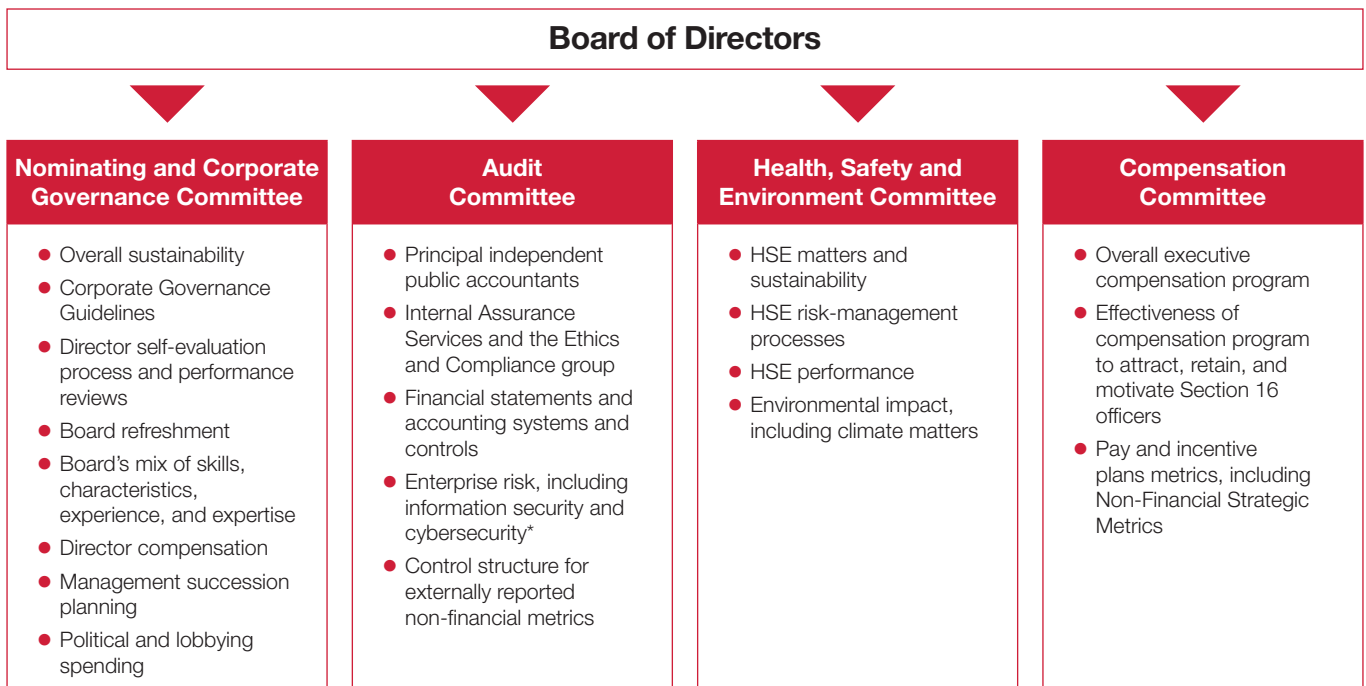 Board of Directors
Nominating and Corporate
Governance Committee
● Overall sustainability
● Corporate Governance
Guidelines
● Director self-evaluation
process and performance
reviews
● Board refreshment
● Board’s mix of skills,
characteristics,
experience, and expertise
● Director compensation
● Management succession
planning
● Political and lobbying
spending
Audit
Committee
● Principal independent
public accountants
● Internal Assurance
Services and the Ethics
and Compliance group
● Financial statements and
accounting systems and
controls
● Enterprise risk, including
information security and
cybersecurity*
● Control structure for
externally reported
non-financial metrics
Health, Safety and
Environment Committee
● HSE matters and
sustainability
● HSE risk-management
processes
● HSE performance
● Environmental impact,
including climate matters
Compensation
Committee
● Overall executive
compensation program
● Effectiveness of
compensation program
to attract, retain, and
motivate Section 16
officers
● Pay and incentive
plans metrics, including
Non-Financial Strategic
Metrics